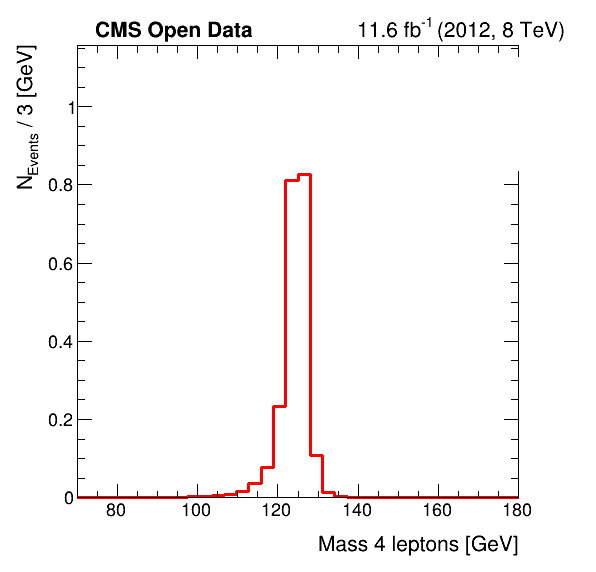 CMS Open Data 11.6 fb⁻¹ (2012, 8 TeV)
N_Events / 3 [GeV]
1
0.8
0.6
0.4
0.2
0
80 100 120 140 160 180
Mass 4 leptons [GeV]